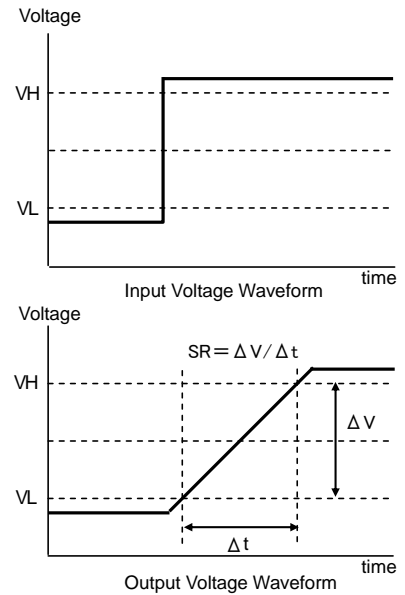 Voltage
VH
VL
time
Input Voltage Waveform
Voltage
SR=ΔV/Δt
VH
ΔV
VL
Δt
time
Output Voltage Waveform